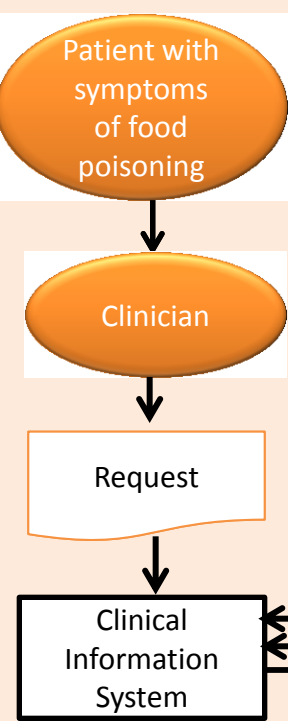 Patient with
symptoms
of food
poisoning
Clinician
Request
Clinical
Information
System